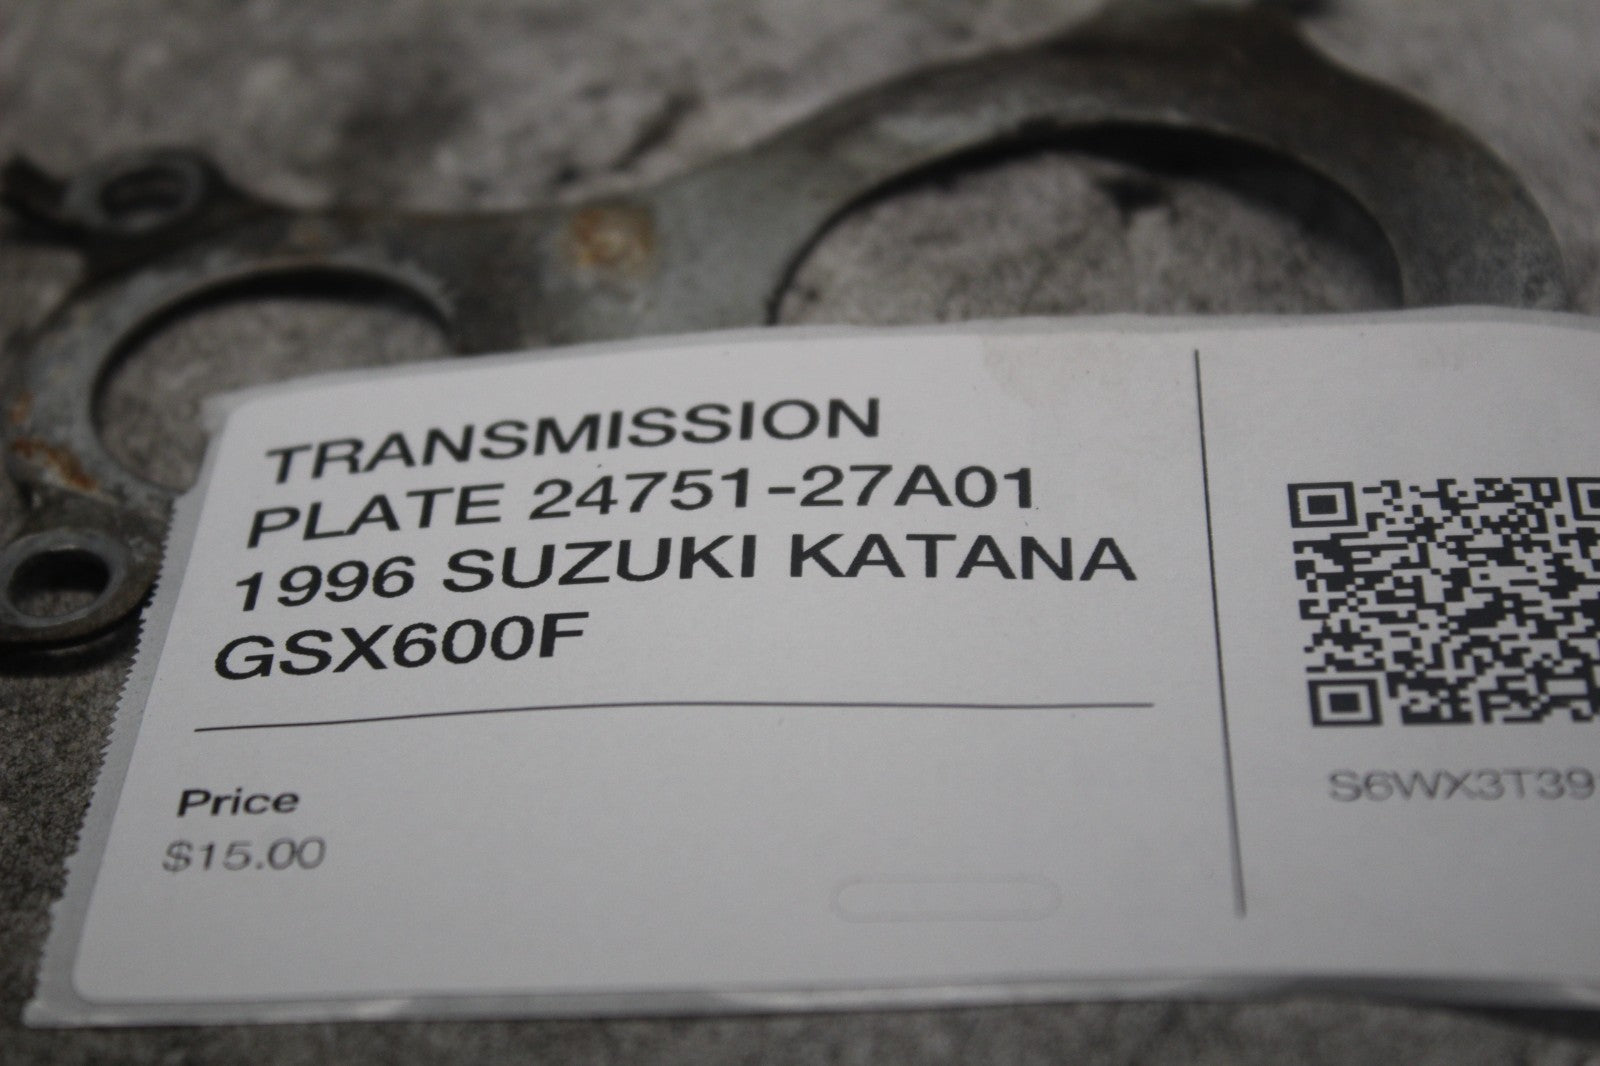 TRANSMISSION
PLATE 24751-27A01
1996 SUZUKI KATANA
GSX600F
Price
$15.00
S6WX3T39